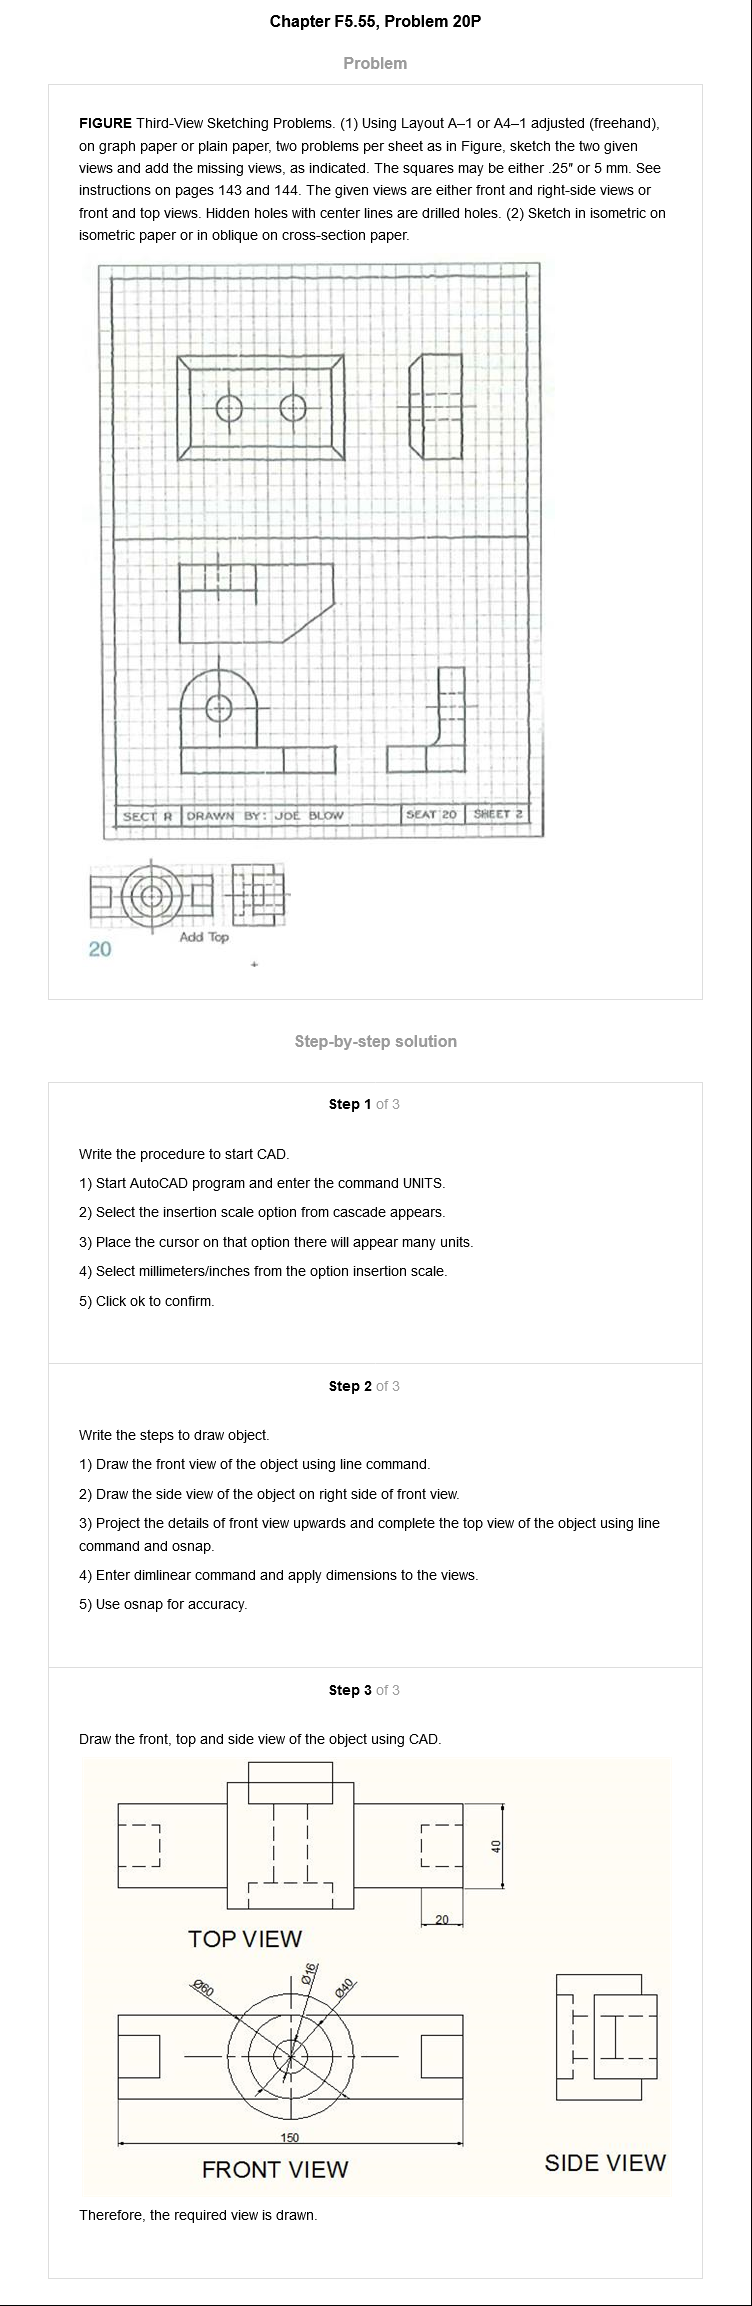 Chapter F5.55, Problem 20P
Problem
FIGURE Third-View Sketching Problems. (1) Using Layout A–1 or A4–1 adjusted (freehand),
on graph paper or plain paper, two problems per sheet as in Figure, sketch the two given
views and add the missing views, as indicated. The squares may be either .25″ or 5 mm. See
instructions on pages 143 and 144. The given views are either front and right-side views or
front and top views. Hidden holes with center lines are drilled holes. (2) Sketch in isometric on
isometric paper or in oblique on cross-section paper.
SECT R DRAWN BY: JOE BLOW SEAT 20 SHEET 2
Add Top
20
Step-by-step solution
Step 1 of 3
Write the procedure to start CAD.
1) Start AutoCAD program and enter the command UNITS.
2) Select the insertion scale option from cascade appears.
3) Place the cursor on that option there will appear many units.
4) Select millimeters/inches from the option insertion scale.
5) Click ok to confirm.
Step 2 of 3
Write the steps to draw object.
1) Draw the front view of the object using line command.
2) Draw the side view of the object on right side of front view.
3) Project the details of front view upwards and complete the top view of the object using line
command and osnap.
4) Enter dimlinear command and apply dimensions to the views.
5) Use osnap for accuracy.
Step 3 of 3
Draw the front, top and side view of the object using CAD.
40
20
TOP VIEW
Ø60
Ø16
Ø40
150
FRONT VIEW
SIDE VIEW
Therefore, the required view is drawn.